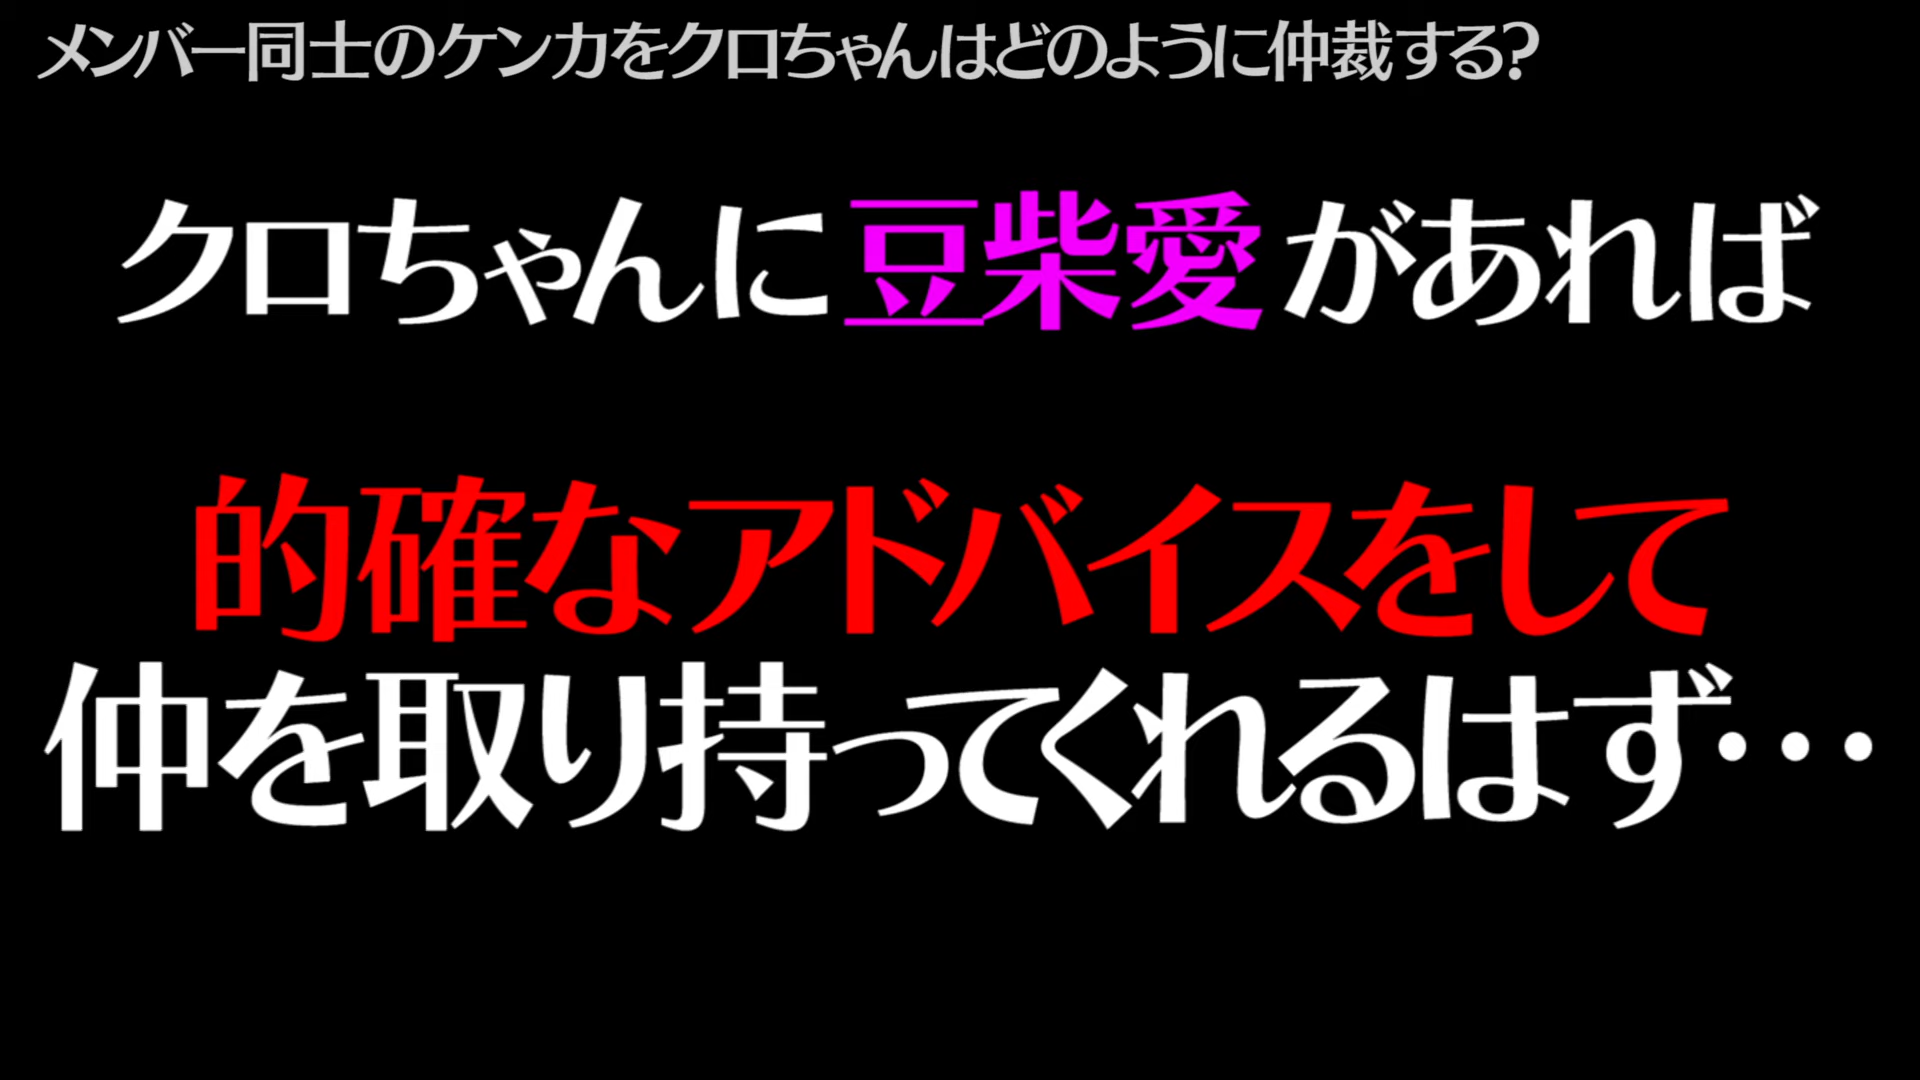 メンバー同士のケンカをクロちゃんはどのように仲裁する?
クロちゃんに豆柴愛があれば
的確なアドバイスをして
仲を取り持ってくれるはず…